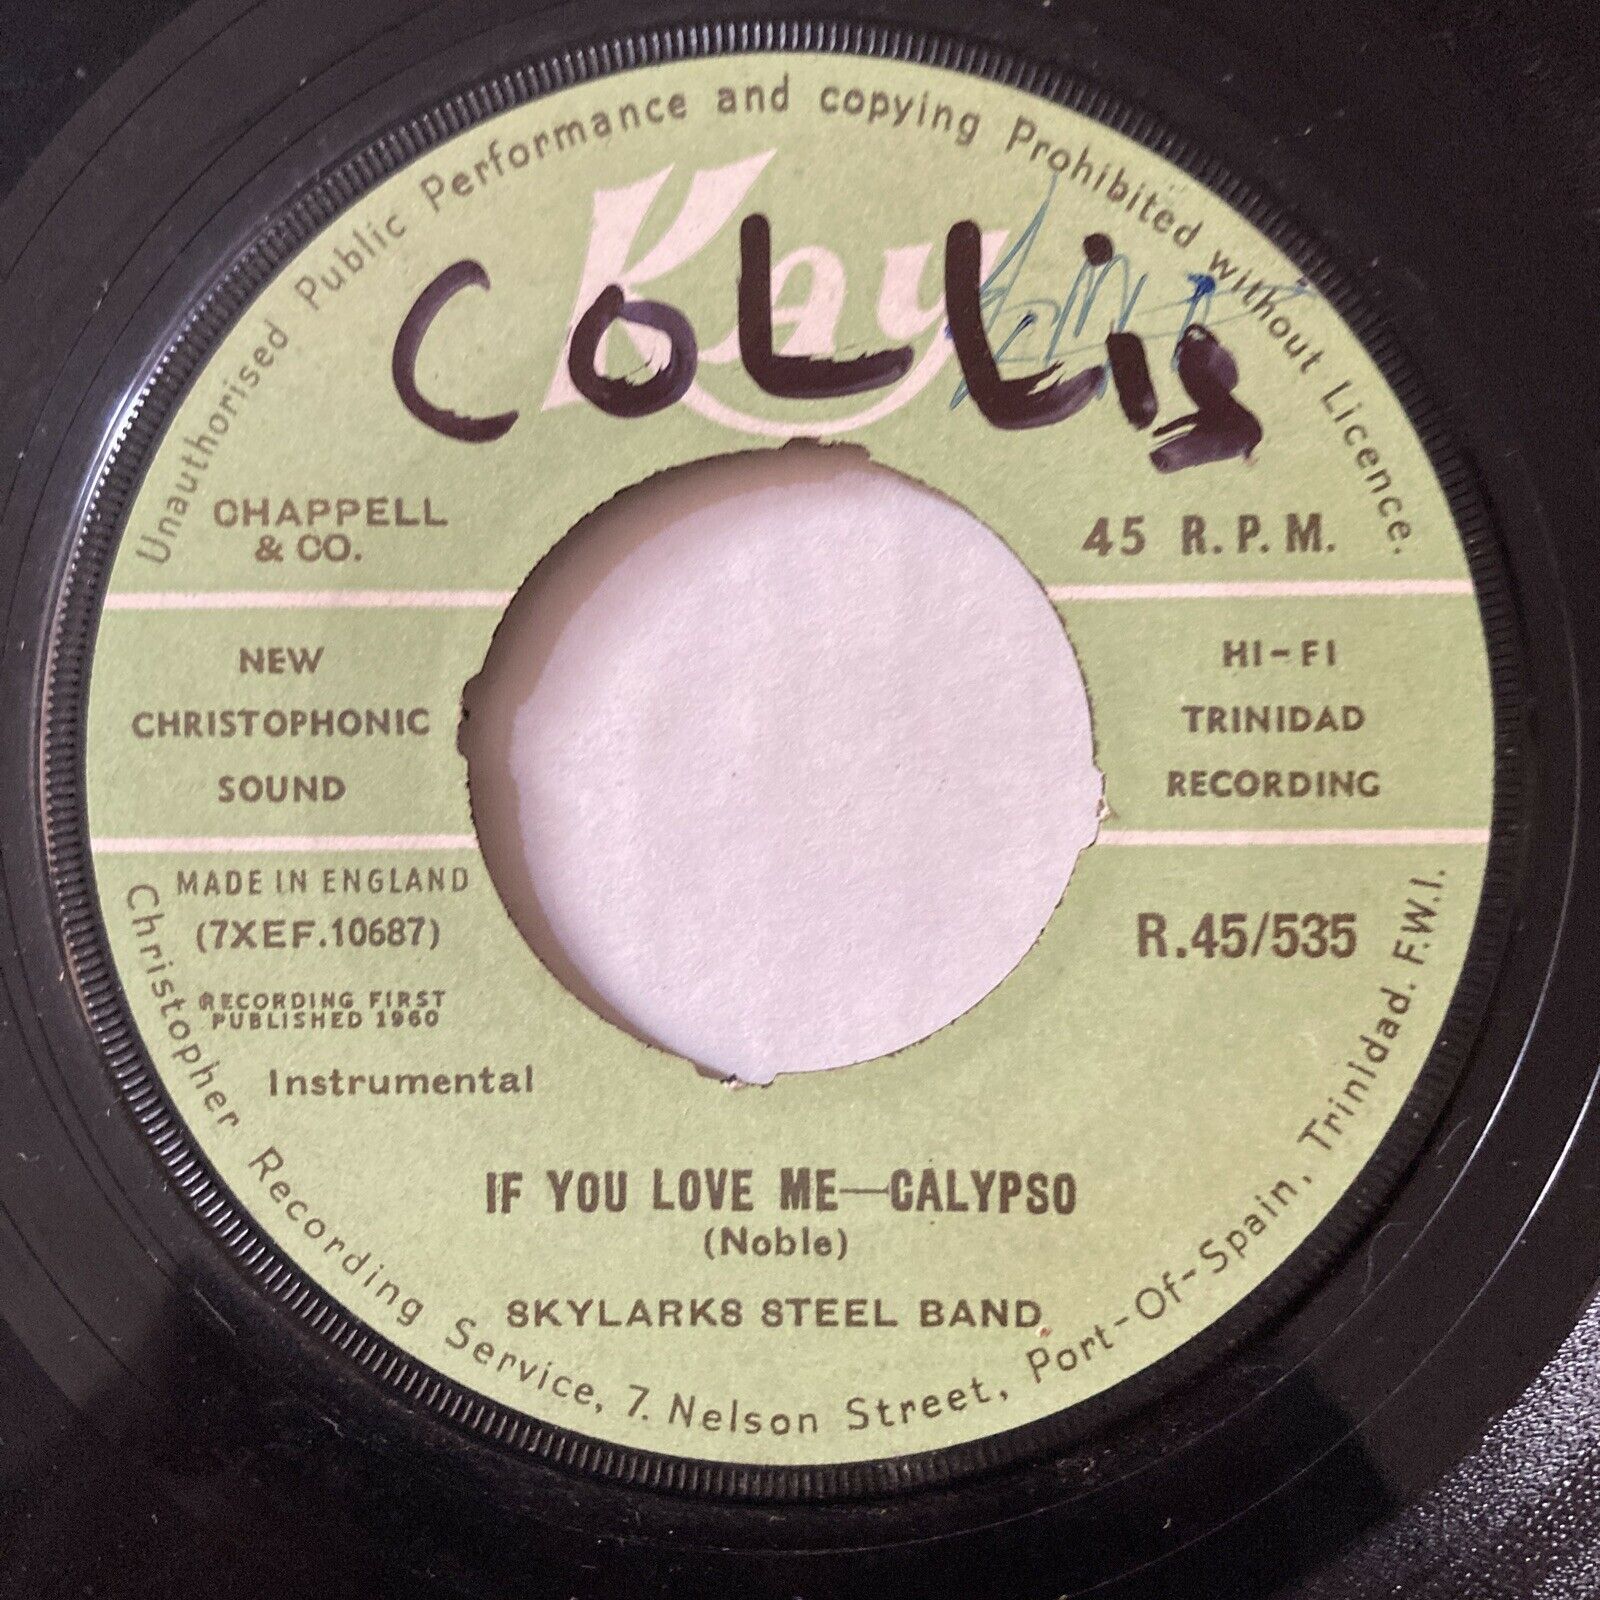 Unauthorised Public Performance and copying Prohibited without Licence.
Kay
COLLis
CHAPPELL
& CO.
45 R.P.M.
NEW
CHRISTOPHONIC
SOUND
HI-FI
TRINIDAD
RECORDING
MADE IN ENGLAND
(7XEF.10687)
R.45/535
RECORDING FIRST
PUBLISHED 1960
Instrumental
IF YOU LOVE ME—CALYPSO
(Noble)
SKYLARKS STEEL BAND
Christopher Recording Service, 7. Nelson Street, Port-Of-Spain, Trinidad. F.W.I.